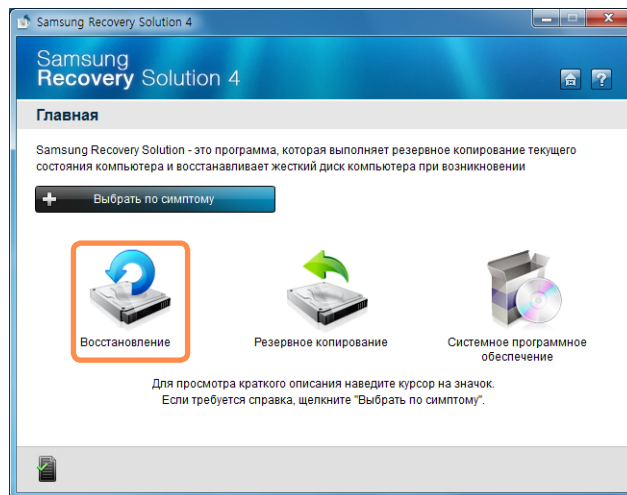 Samsung Recovery Solution 4
Samsung
Recovery Solution 4
?
Главная
Samsung Recovery Solution - это программа, которая выполняет резервное копирование текущего
состояния компьютера и восстанавливает жесткий диск компьютера при возникновении
Выбрать по симптому
Восстановление
Резервное копирование
Системное программное
обеспечение
Для просмотра краткого описания наведите курсор на значок.
Если требуется справка, щелкните "Выбрать по симптому".